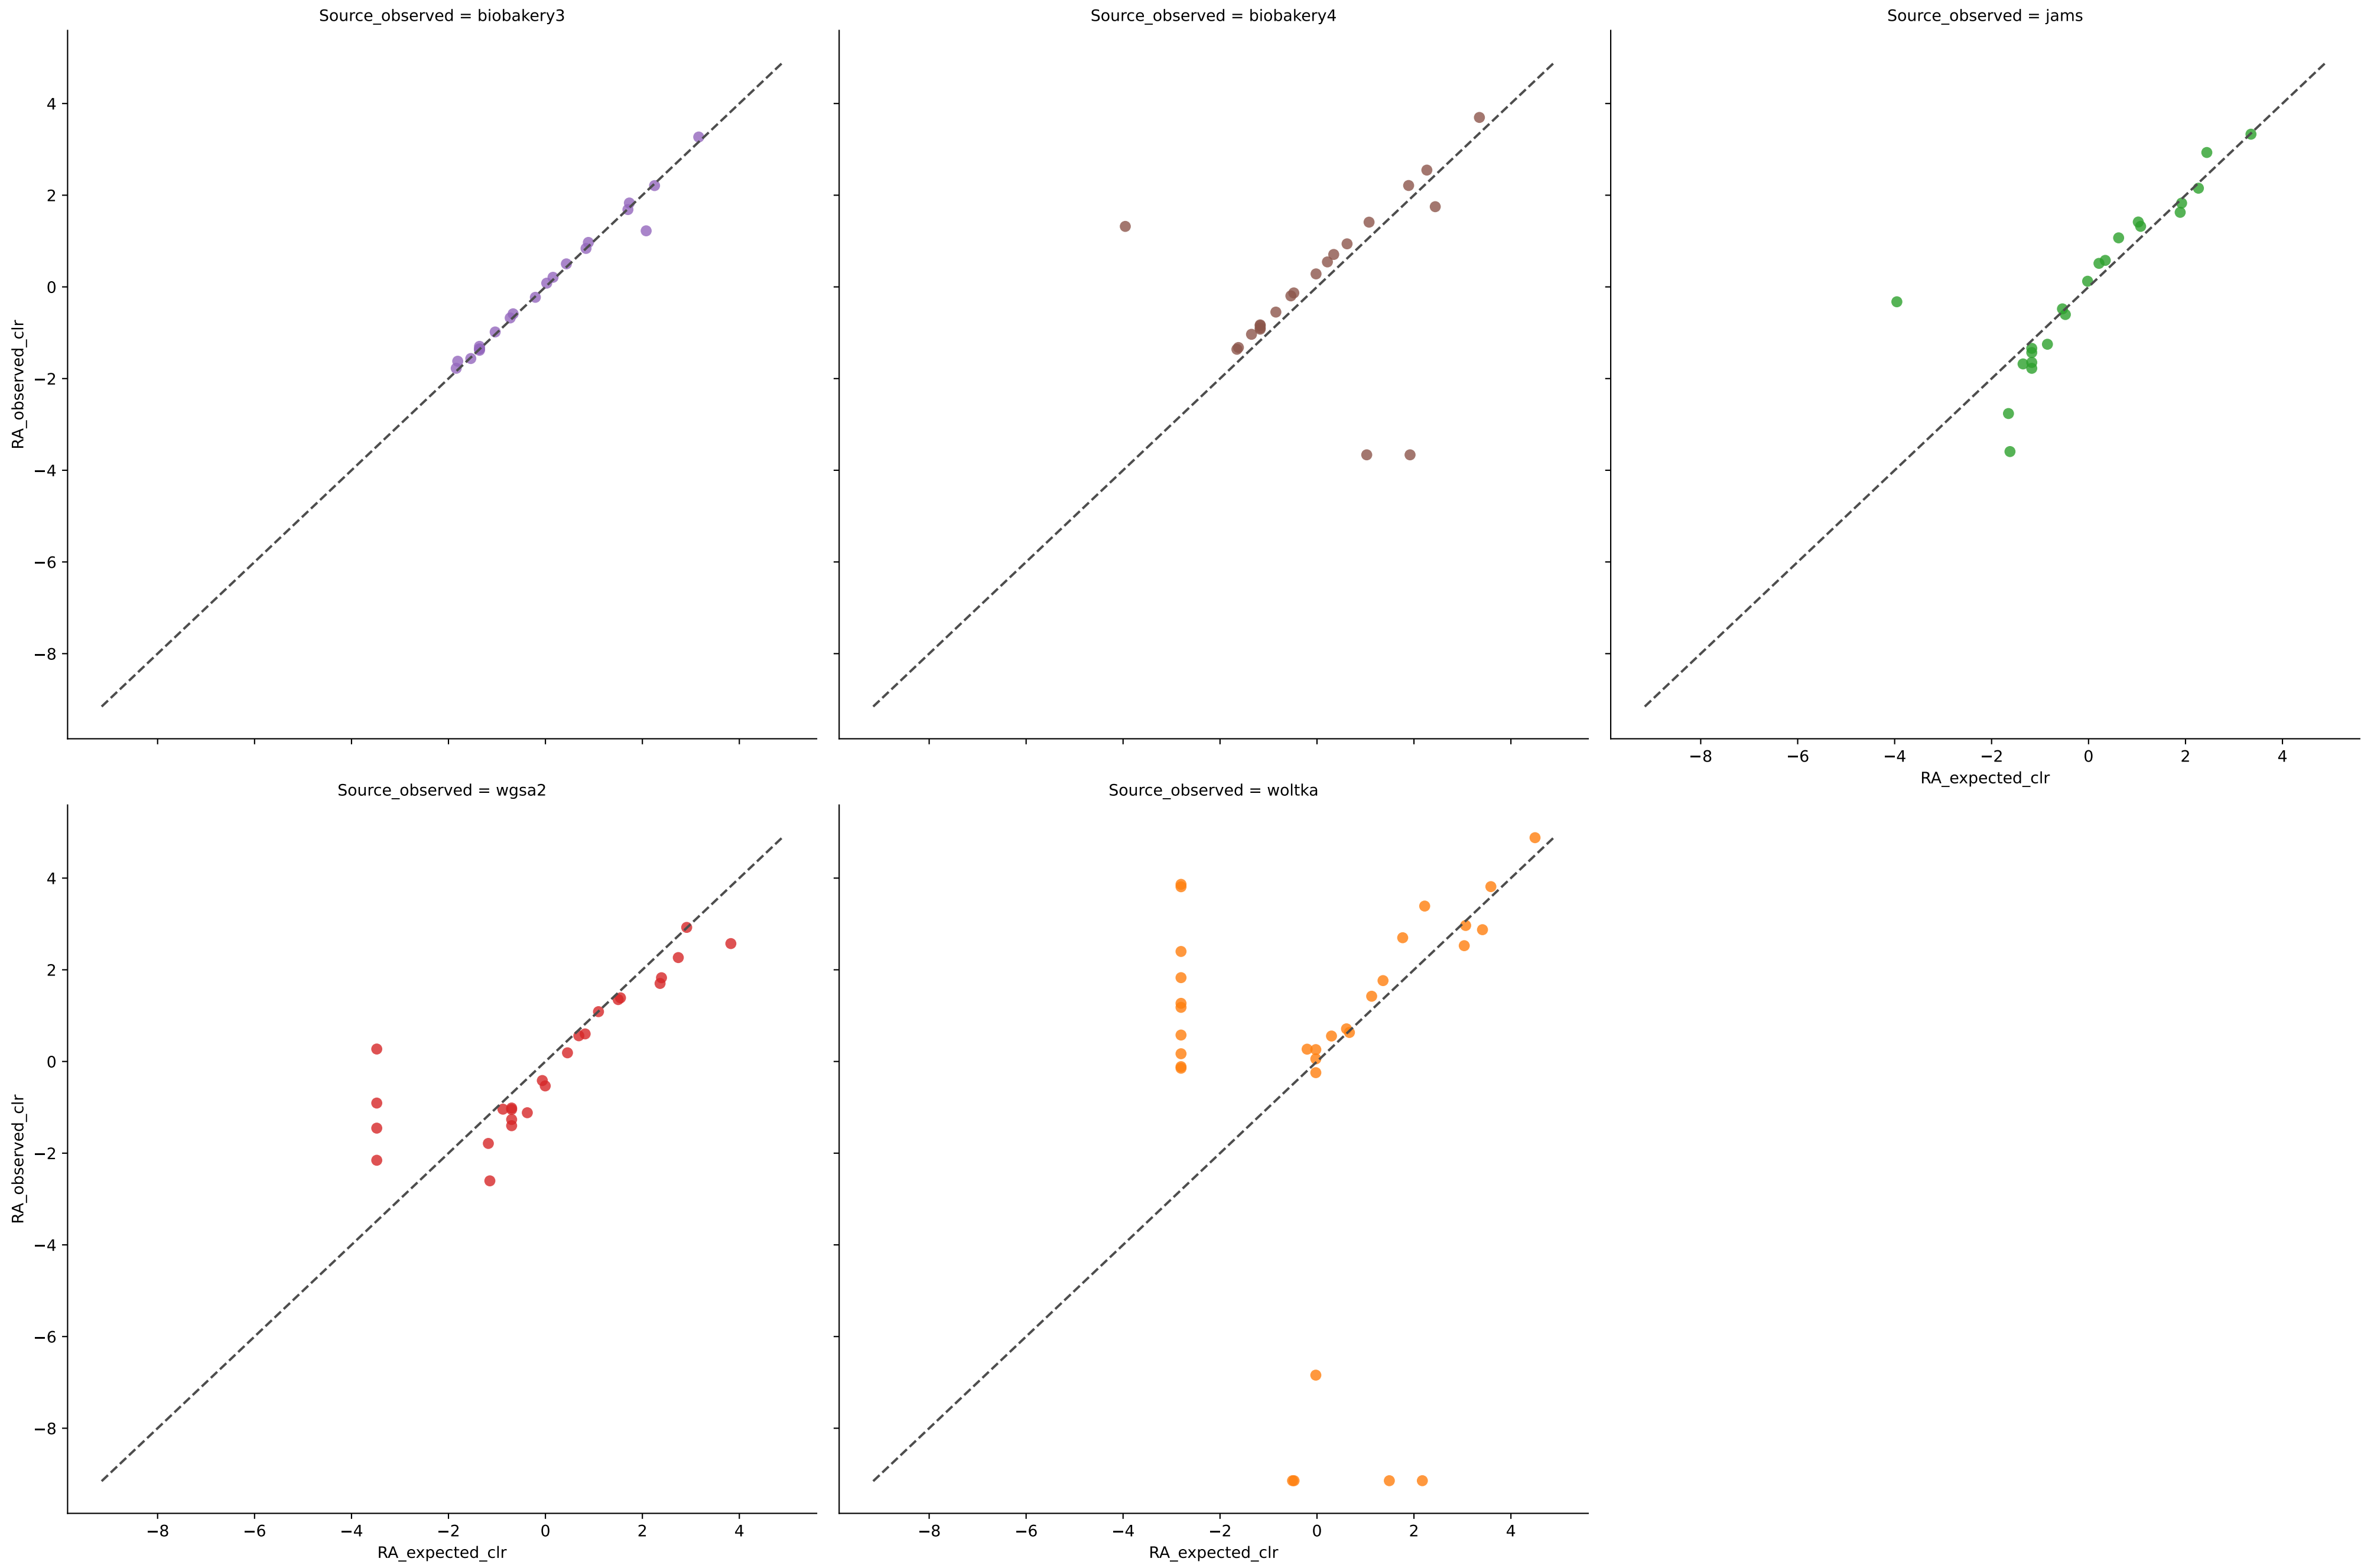 Source_observed = biobakery3
Source_observed = biobakery4
Source_observed = jams
4
2
0
−2
−4
−6
−8
RA_observed_clr
−8 −6 −4 −2 0 2 4
RA_expected_clr
Source_observed = wgsa2
Source_observed = woltka
4
2
0
−2
−4
−6
−8
RA_observed_clr
−8 −6 −4 −2 0 2 4
−8 −6 −4 −2 0 2 4
RA_expected_clr
RA_expected_clr